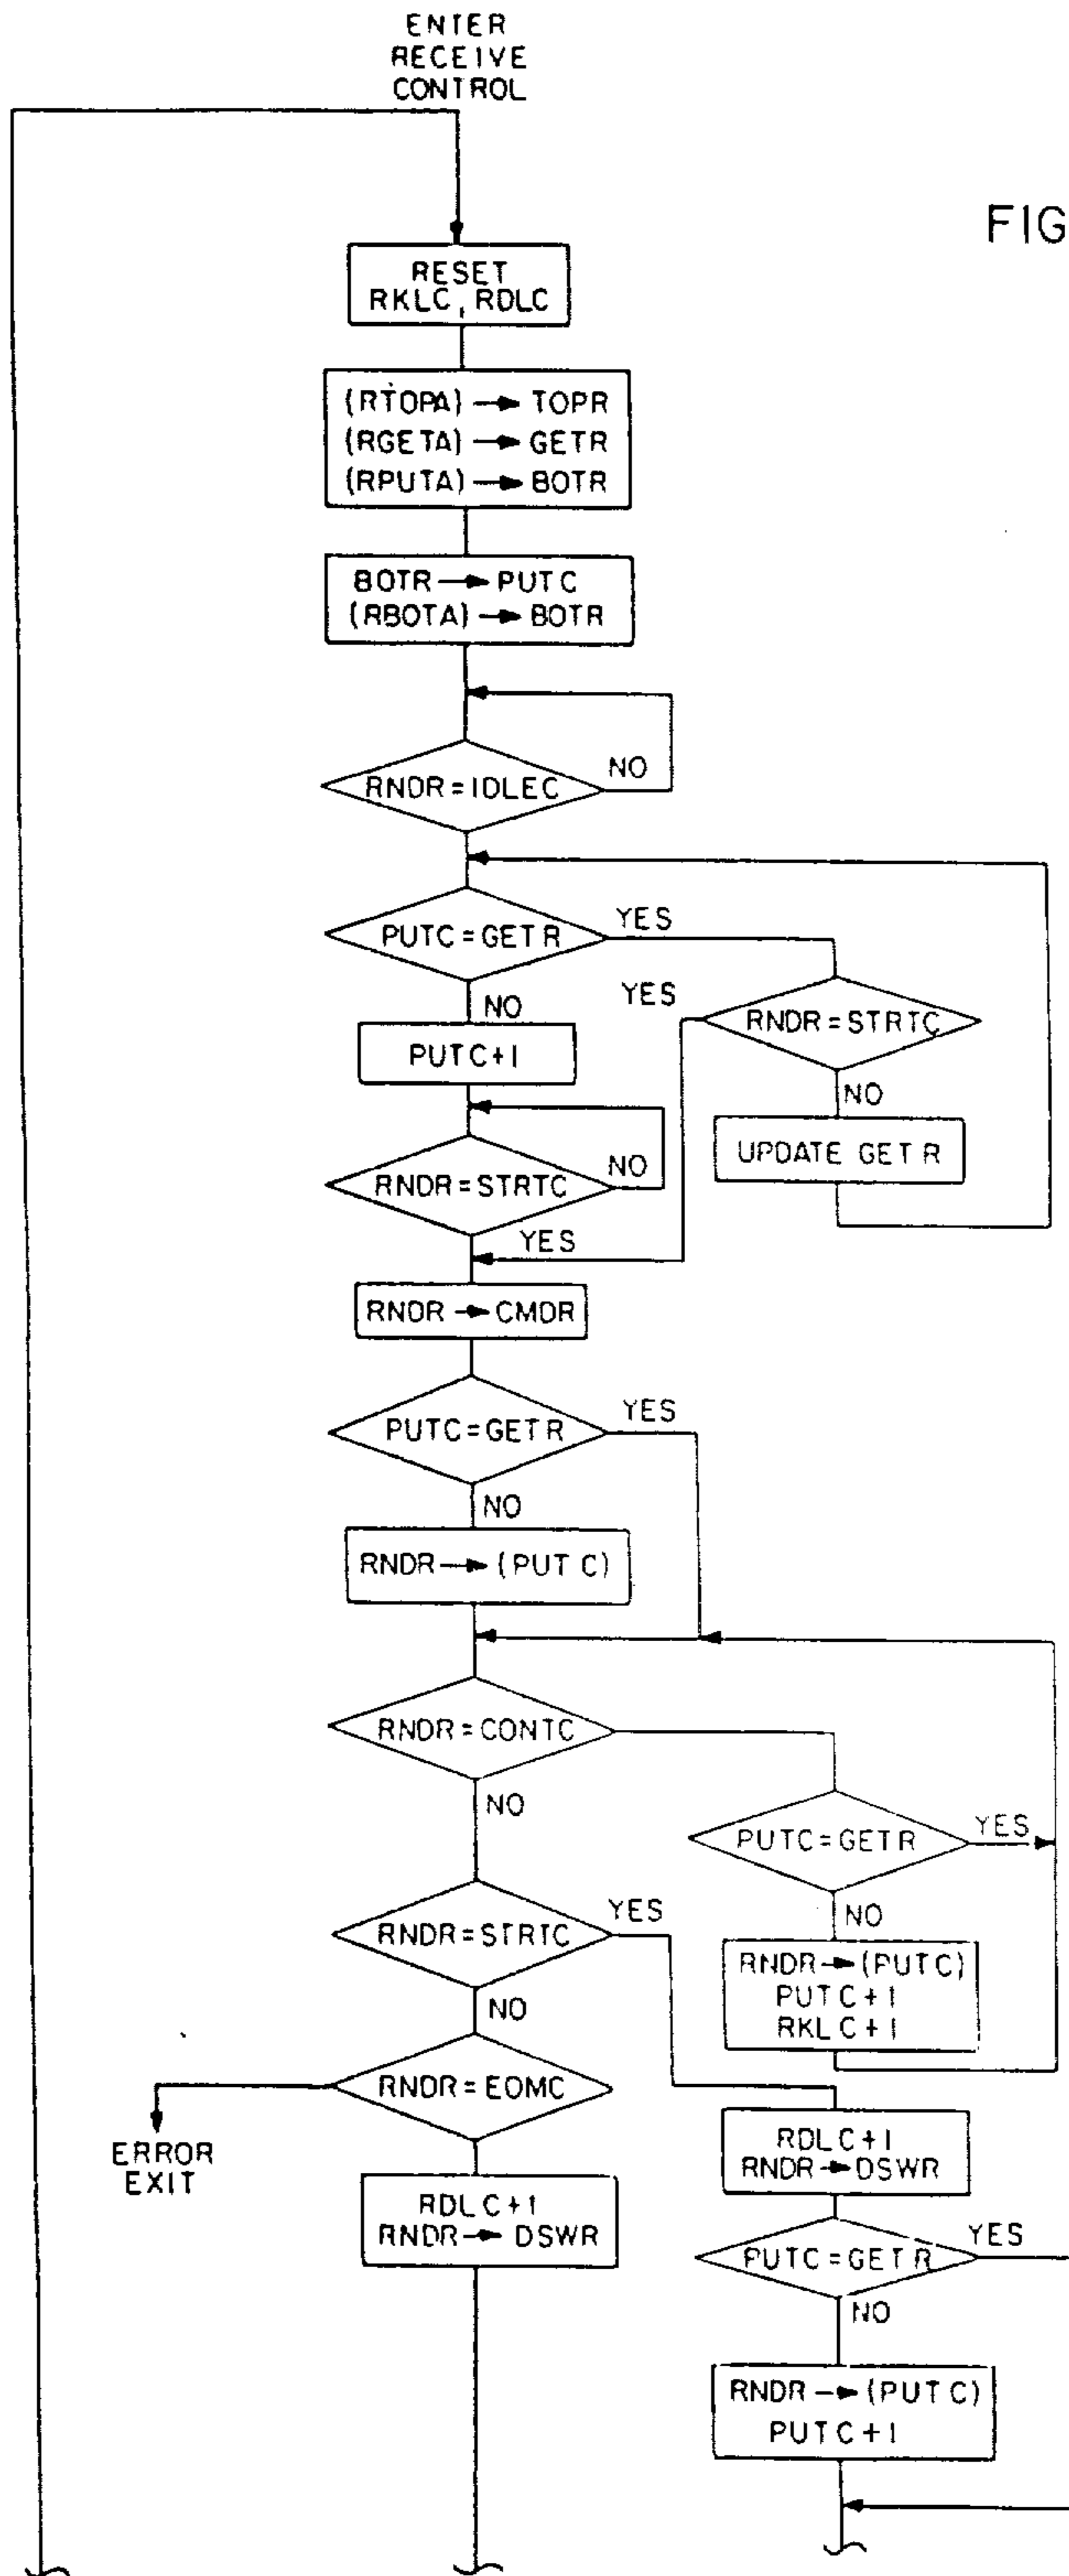 ENTER
RECEIVE
CONTROL
FIG
RESET
RKLC, RDLC
(RTOPA) → TOPR
(RGETA) → GETR
(RPUTA) → BOTR
BOTR → PUTC
(RBOTA) → BOTR
RNDR = IDLEC
NO
PUTC = GETR
YES
NO
YES
RNDR = STRTC
PUTC+1
NO
UPDATE GETR
RNDR = STRTC
NO
YES
RNDR → CMDR
PUTC = GETR
YES
NO
RNDR → (PUTC)
RNDR = CONTC
NO
PUTC = GETR
YES
NO
RNDR = STRTC
YES
RNDR → (PUTC)
PUTC+1
RKLC+1
NO
RNDR = EOMC
ERROR
EXIT
RDLC+1
RNDR → DSWR
RDLC+1
RNDR → DSWR
PUTC = GETR
YES
NO
RNDR → (PUTC)
PUTC+1